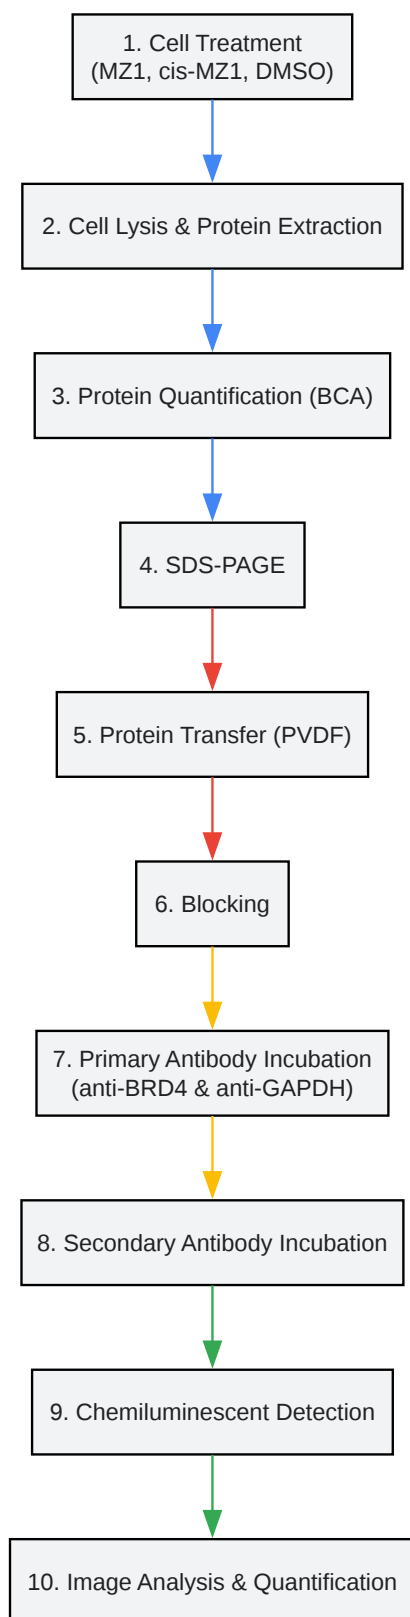 1. Cell Treatment
(MZ1, cis-MZ1, DMSO)
2. Cell Lysis & Protein Extraction
3. Protein Quantification (BCA)
4. SDS-PAGE
5. Protein Transfer (PVDF)
6. Blocking
7. Primary Antibody Incubation
(anti-BRD4 & anti-GAPDH)
8. Secondary Antibody Incubation
9. Chemiluminescent Detection
10. Image Analysis & Quantification